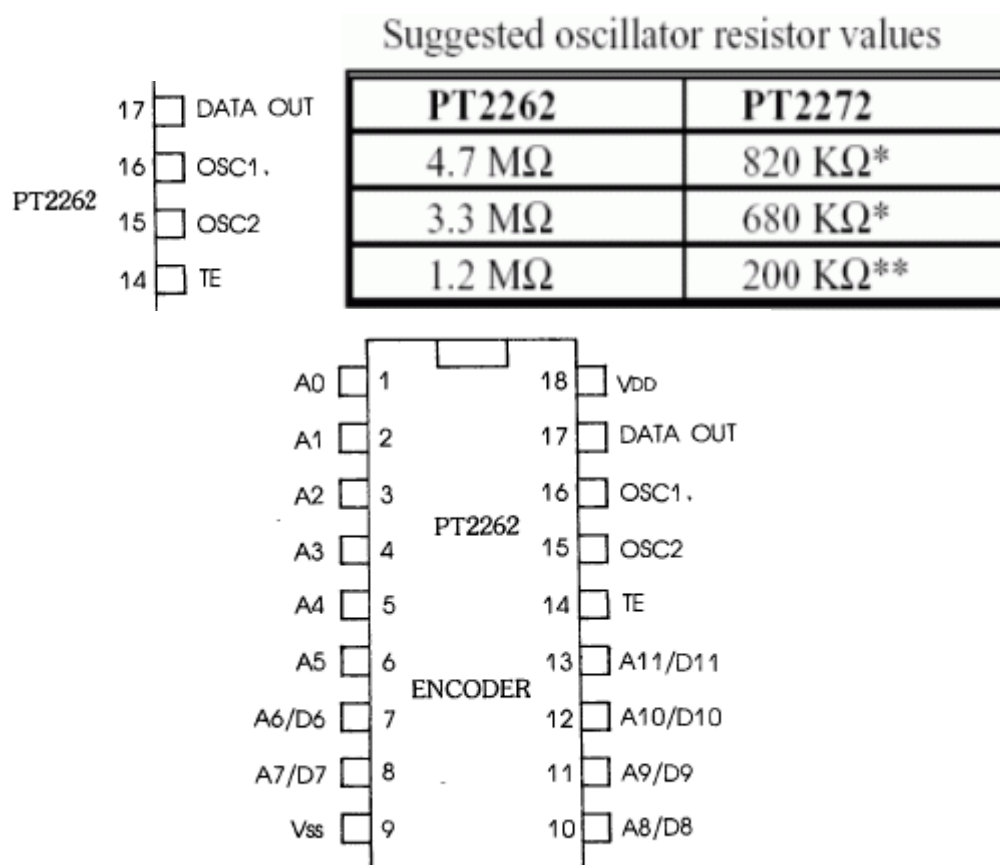 Suggested oscillator resistor values
PT2262 PT2272
4.7 MΩ 820 KΩ*
3.3 MΩ 680 KΩ*
1.2 MΩ 200 KΩ**
17 DATA OUT
16 OSC1.
PT2262
15 OSC2
14 TE
A0 1 18 VDD
A1 2 17 DATA OUT
A2 3 16 OSC1.
PT2262
A3 4 15 OSC2
A4 5 14 TE
A5 6 13 A11/D11
ENCODER
A6/D6 7 12 A10/D10
A7/D7 8 11 A9/D9
Vss 9 10 A8/D8